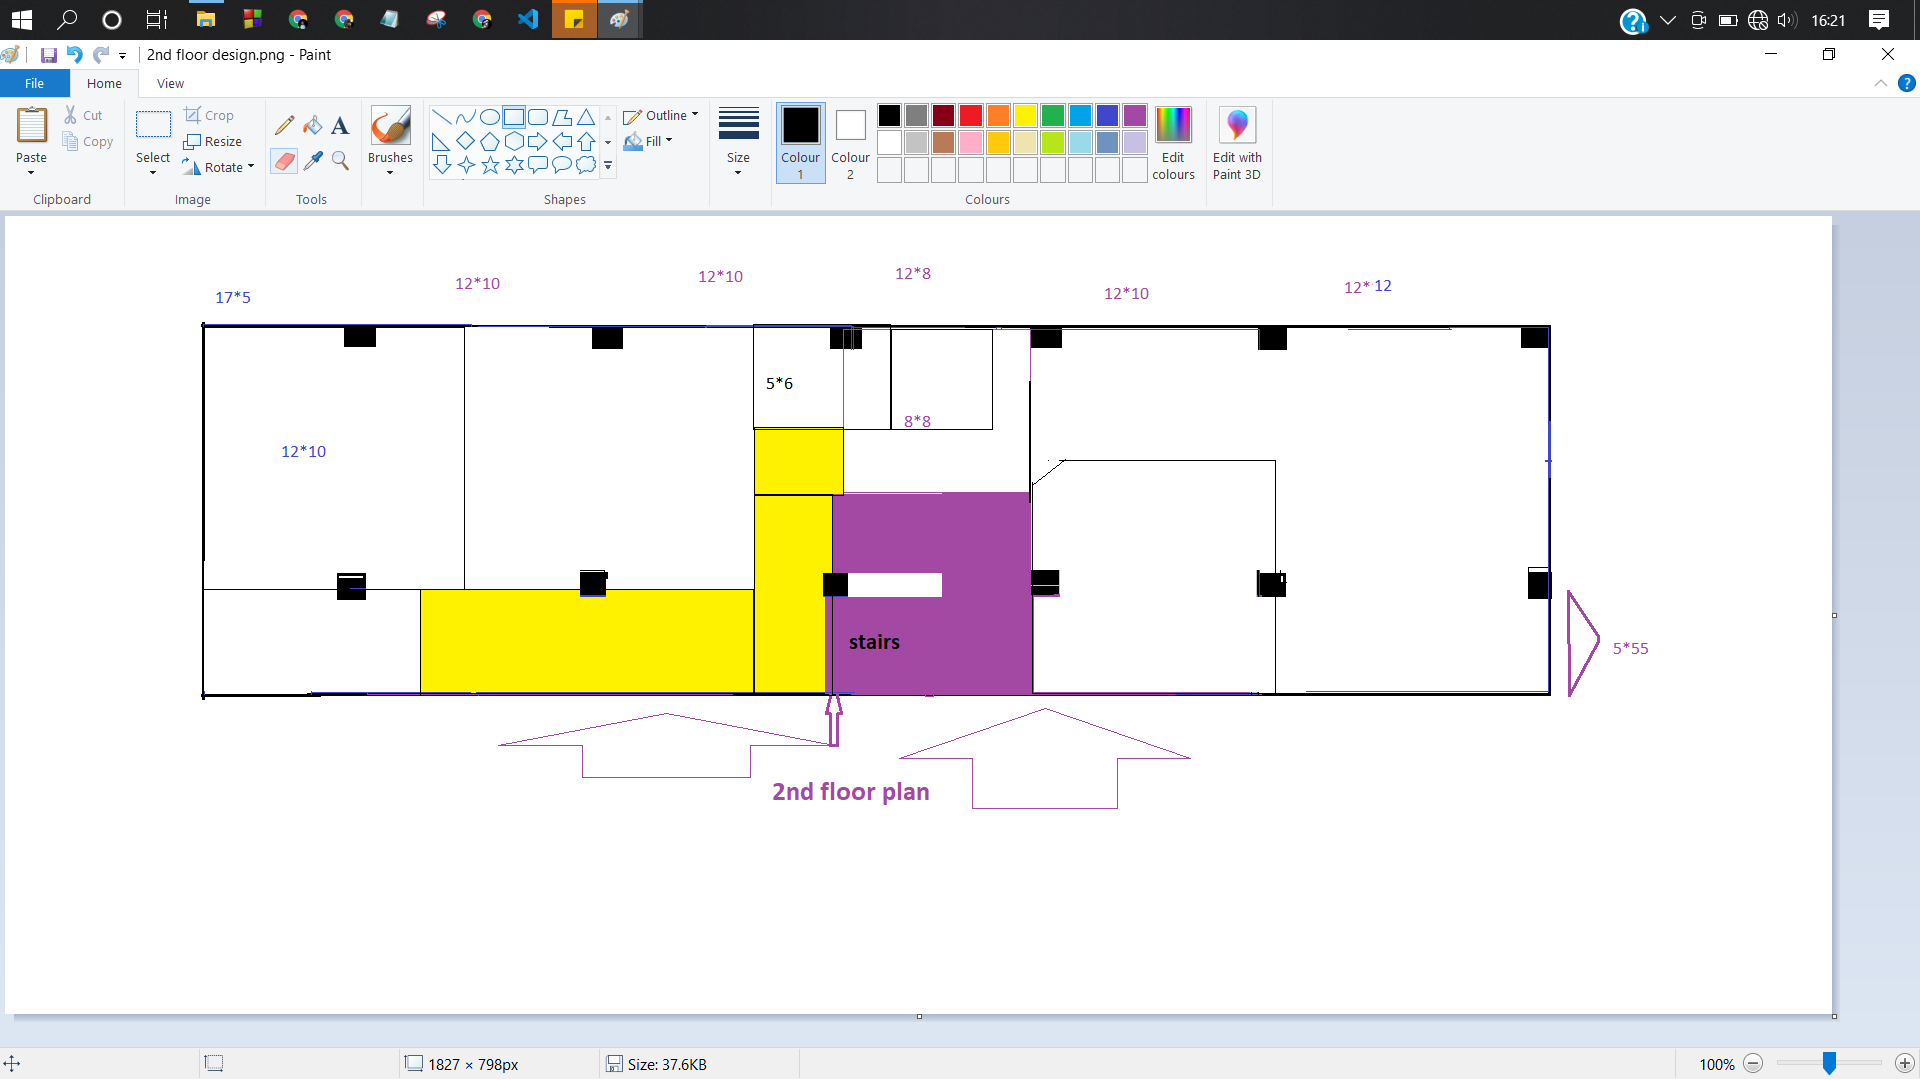 16:21
2nd floor design.png - Paint
File Home View
Paste
Cut
Copy
Clipboard
Select
Crop
Resize
Rotate
Image
A
Tools
Brushes
Outline
Fill
Shapes
Size
Colour 1
Colour 2
Edit colours
Edit with Paint 3D
Colours
17*5
12*10
12*10
12*8
12*10
12* 12
5*6
8*8
12*10
stairs
5*55
2nd floor plan
1827 × 798px
Size: 37.6KB
100%